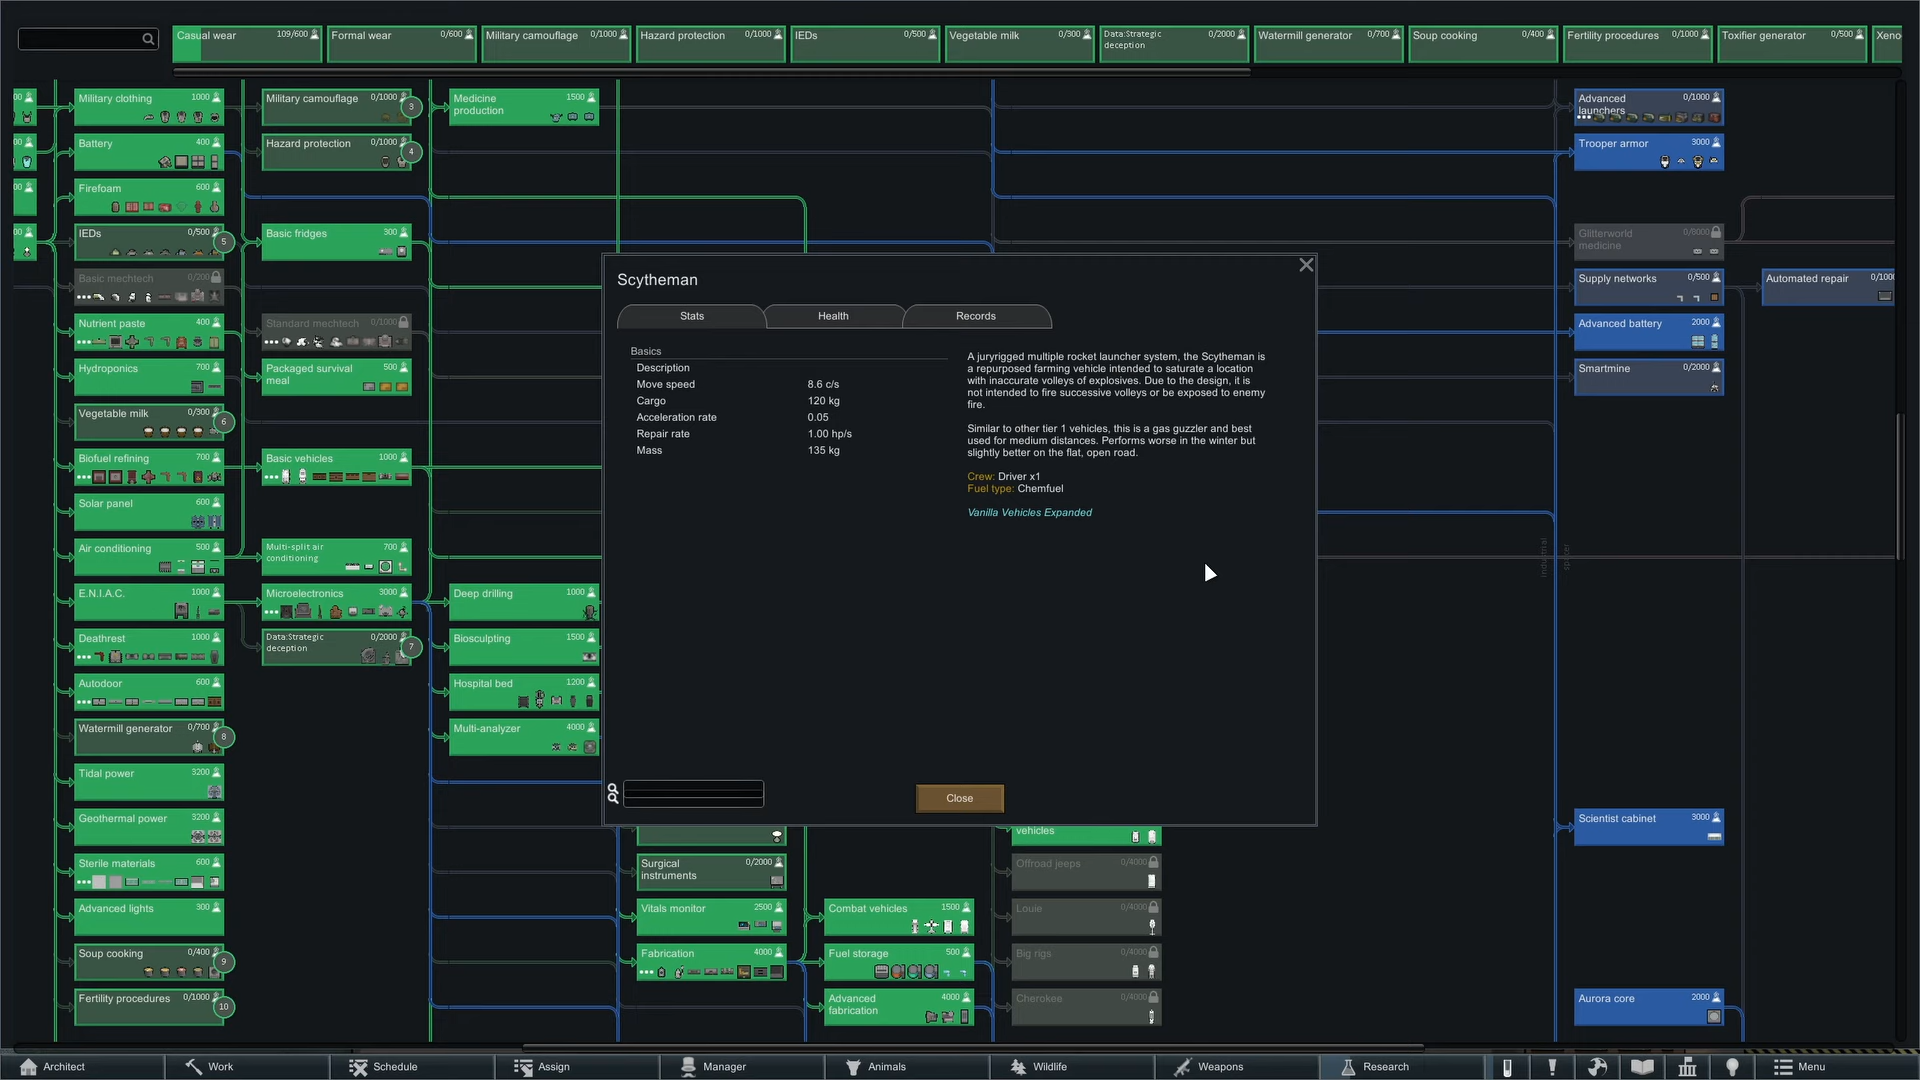 Casual wear 109/600
Formal wear 0/600
Military camouflage 0/1000
Hazard protection 0/1000
IEDs 0/500
Vegetable milk 0/300
Data:Strategic deception 0/2000
Watermill generator 0/700
Soup cooking 0/400
Fertility procedures 0/1000
Toxifier generator 0/500
Xeno
Military clothing 1000
Military camouflage 0/1000 3
Medicine production 1500
Advanced launchers 0/1000
Battery 400
Hazard protection 0/1000 4
Trooper armor 3000
Firefoam 600
IEDs 0/500 5
Basic fridges 300
Glitterworld medicine 0/8000
Basic mechtech 0/200
Supply networks 0/500
Automated repair 0/1000
Nutrient paste 400
Standard mechtech 0/1000
Advanced battery 2000
Hydroponics 700
Packaged survival meal 500
Smartmine 0/2000
Vegetable milk 0/300 6
Biofuel refining 700
Basic vehicles 1000
Solar panel 600
Air conditioning 500
Multi-split air conditioning 700
industrial
spacer
E.N.I.A.C. 1000
Microelectronics 3000
Deep drilling 1000
Deathrest 1000
Data:Strategic deception 0/2000 7
Biosculpting 1500
Autodoor 600
Hospital bed 1200
Watermill generator 0/700 8
Multi-analyzer 4000
Tidal power 3200
Geothermal power 3200
vehicles
Scientist cabinet 3000
Sterile materials 600
Surgical instruments 0/2000
Offroad jeeps 0/4000
Advanced lights 300
Vitals monitor 2500
Combat vehicles 1500
Louie 0/4000
Soup cooking 0/400 9
Fabrication 4000
Fuel storage 500
Big rigs 0/4000
Fertility procedures 0/1000 10
Advanced fabrication 4000
Cherokee 0/4000
Aurora core 2000
Scytheman
Stats Health Records
Basics
Description
Move speed 8.6 c/s
Cargo 120 kg
Acceleration rate 0.05
Repair rate 1.00 hp/s
Mass 135 kg
A juryrigged multiple rocket launcher system, the Scytheman is
a repurposed farming vehicle intended to saturate a location
with inaccurate volleys of explosives. Due to the design, it is
not intended to fire successive volleys or be exposed to enemy
fire.
Similar to other tier 1 vehicles, this is a gas guzzler and best
used for medium distances. Performs worse in the winter but
slightly better on the flat, open road.
Crew: Driver x1
Fuel type: Chemfuel
Vanilla Vehicles Expanded
Close
Architect
Work
Schedule
Assign
Manager
Animals
Wildlife
Weapons
Research
Menu